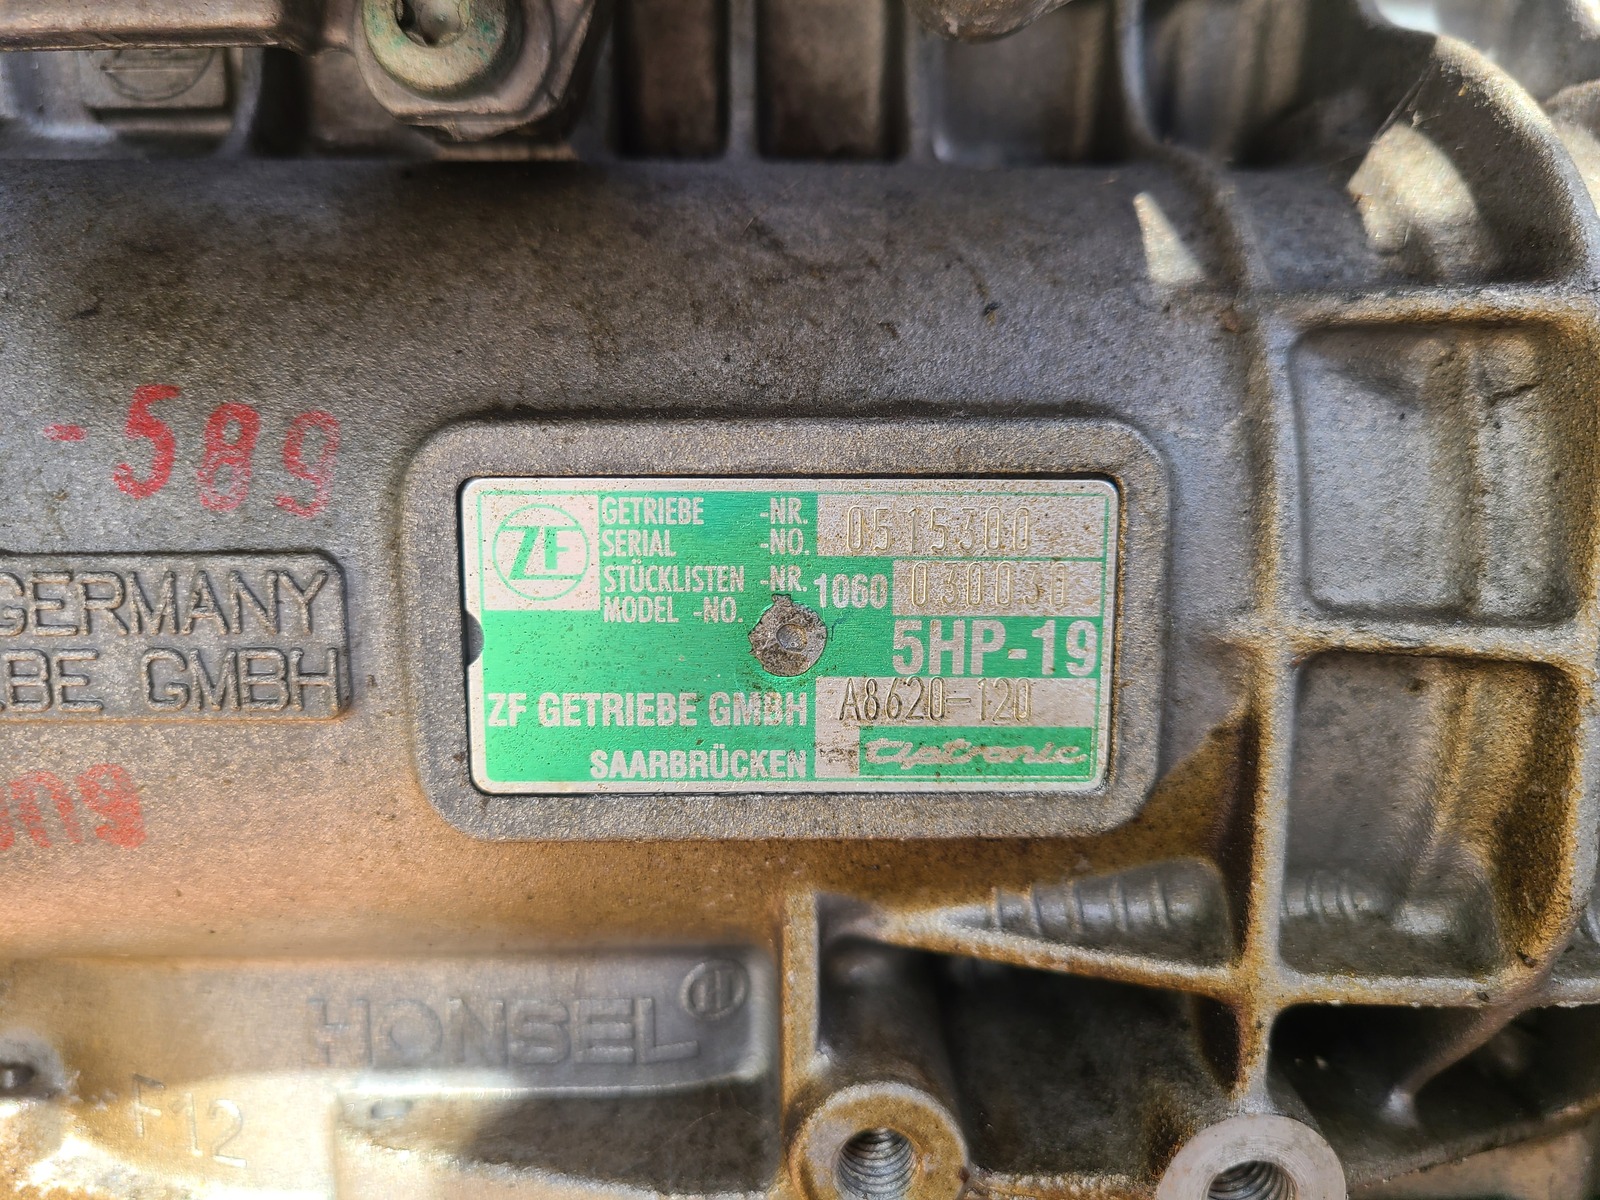 -589
GERMANY
EBE GMBH
ZF
GETRIEBE -NR. 0515300
SERIAL -NO.
STÜCKLISTEN -NR. 1060 030030
MODEL -NO.
5HP-19
ZF GETRIEBE GMBH A8620-120
SAARBRÜCKEN tiptronic
HONSEL
F12